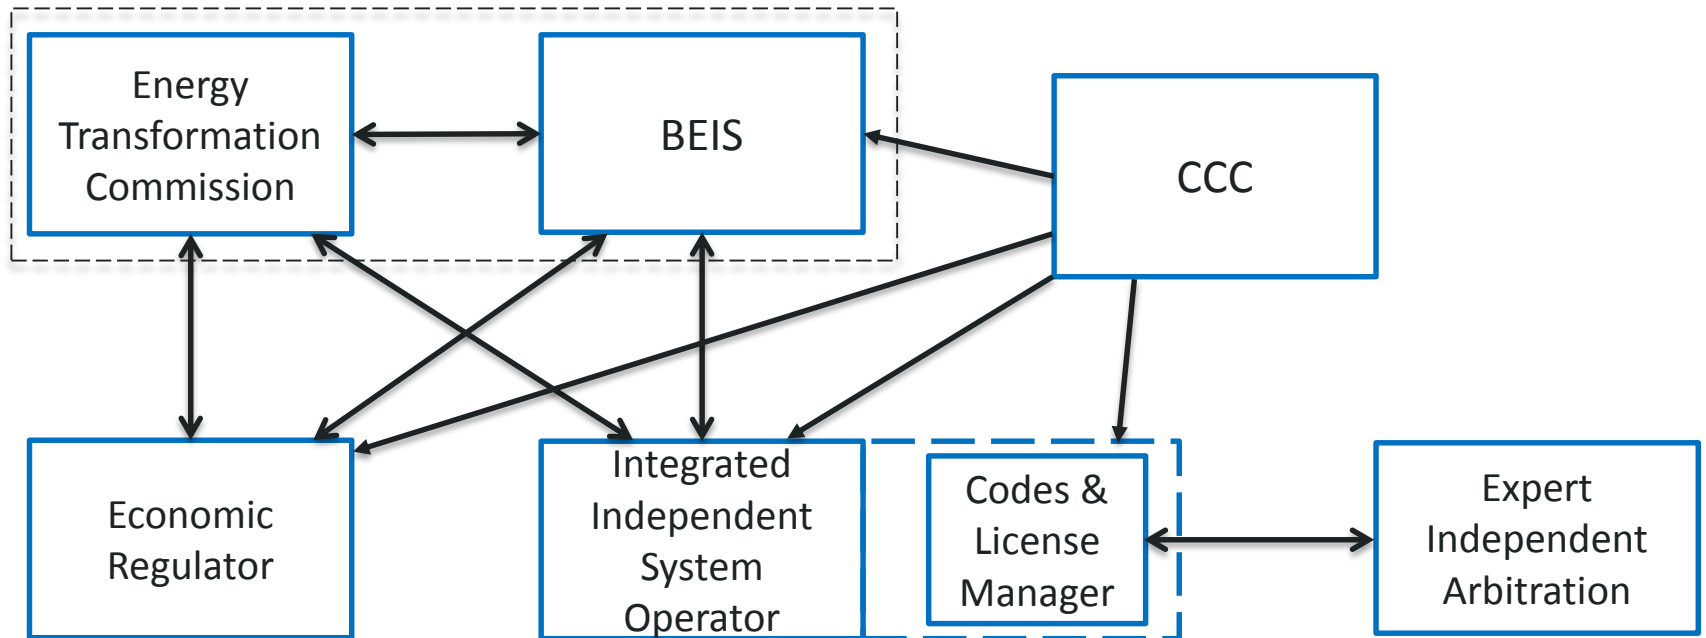 Energy
Transformation
Commission
BEIS
CCC
Economic
Regulator
Integrated
Independent
System
Operator
Codes &
License
Manager
Expert
Independent
Arbitration